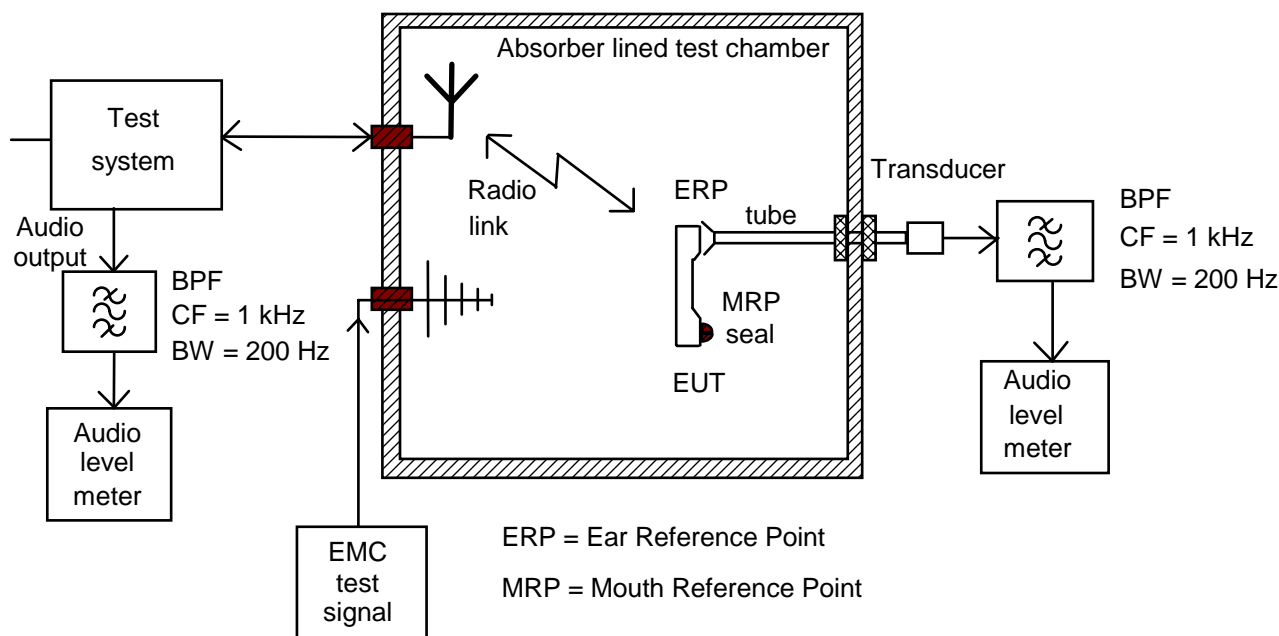 Absorber lined test chamber
Test
system
Radio
link
ERP
tube
Transducer
BPF
CF = 1 kHz
BW = 200 Hz
Audio
output
BPF
CF = 1 kHz
BW = 200 Hz
MRP
seal
EUT
Audio
level
meter
Audio
level
meter
EMC
test
signal
ERP = Ear Reference Point
MRP = Mouth Reference Point